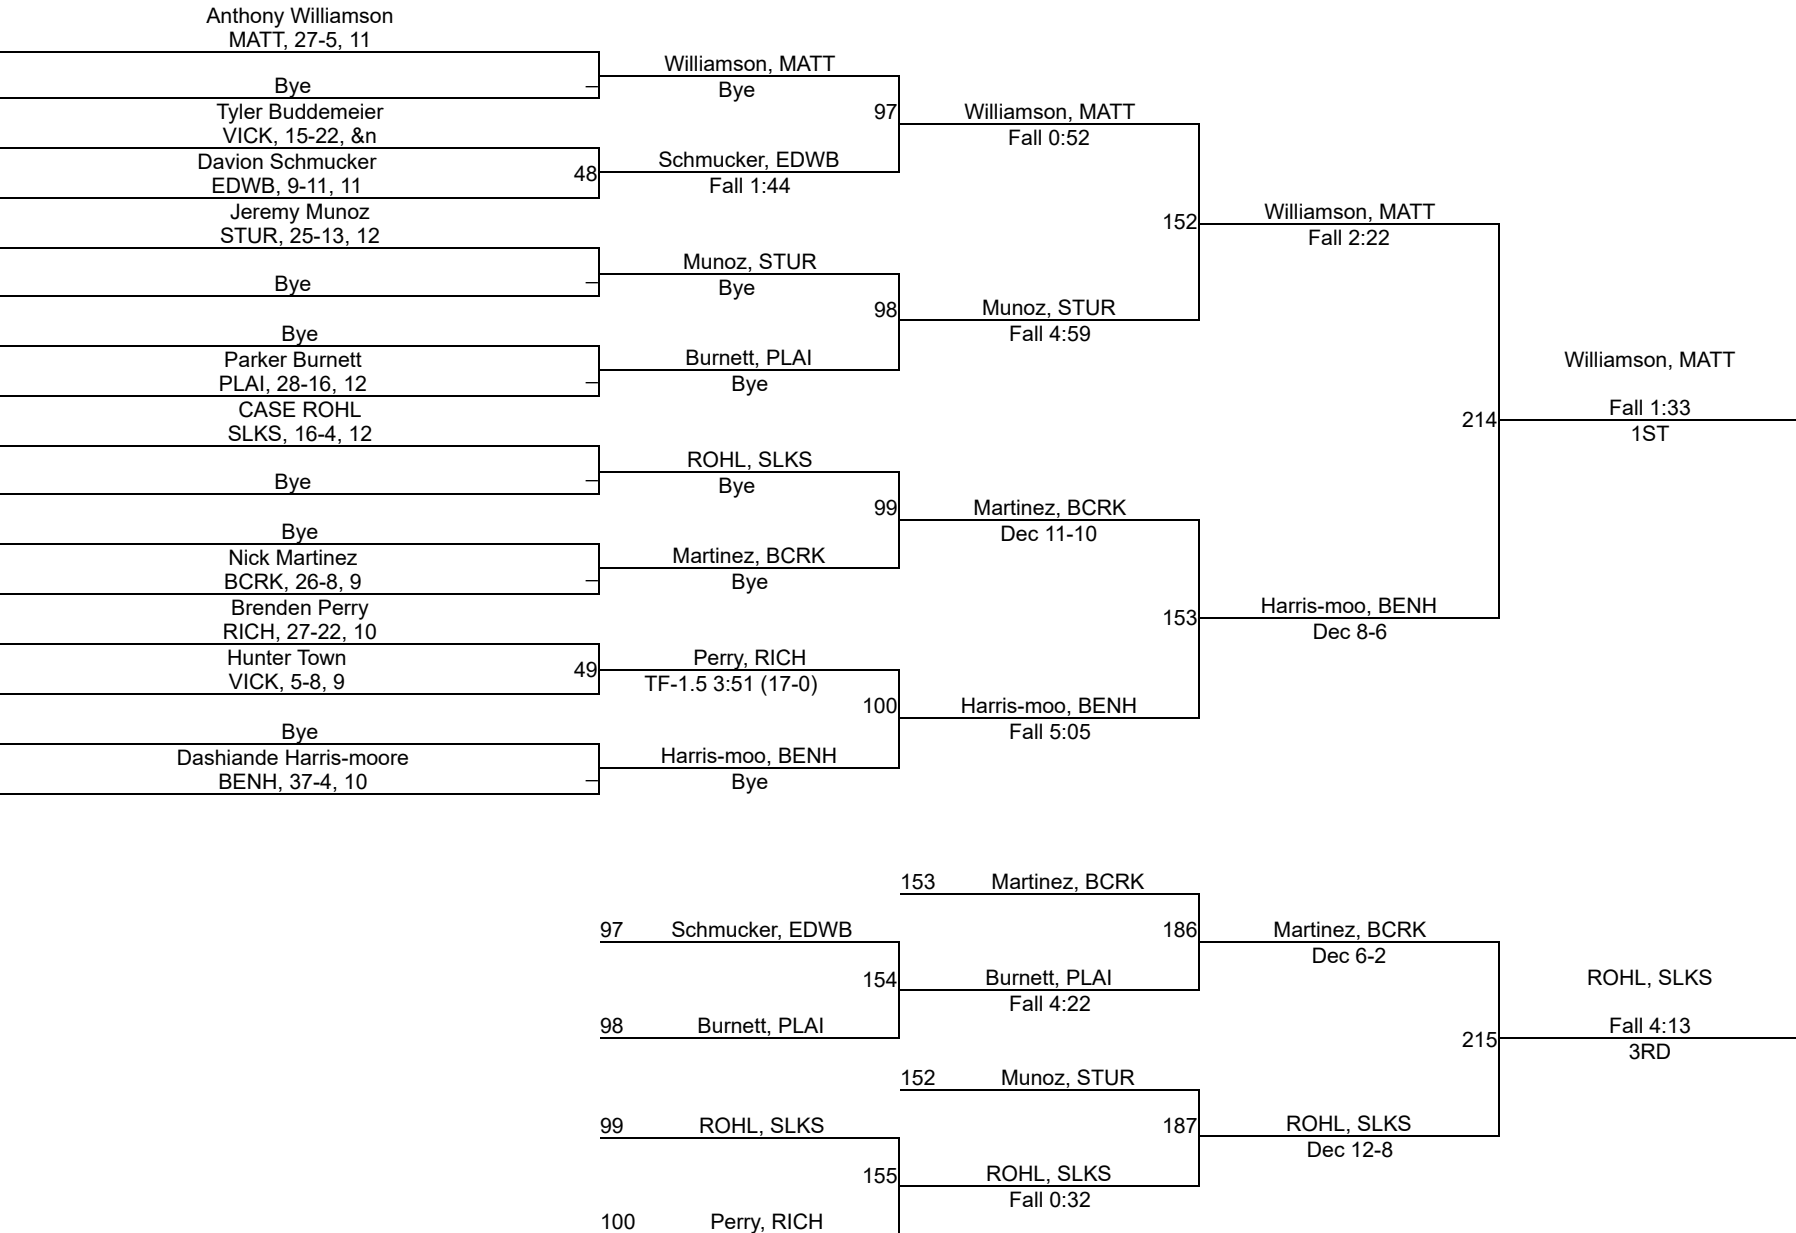 Anthony Williamson
MATT, 27-5, 11
Bye
Tyler Buddemeier
VICK, 15-22, &n
Davion Schmucker
EDWB, 9-11, 11
48
Jeremy Munoz
STUR, 25-13, 12
Bye
Bye
Parker Burnett
PLAI, 28-16, 12
CASE ROHL
SLKS, 16-4, 12
Bye
Bye
Nick Martinez
BCRK, 26-8, 9
Brenden Perry
RICH, 27-22, 10
Hunter Town
VICK, 5-8, 9
49
Bye
Dashiande Harris-moore
BENH, 37-4, 10
Williamson, MATT
Bye
97
Schmucker, EDWB
Fall 1:44
Munoz, STUR
Bye
98
Burnett, PLAI
Bye
ROHL, SLKS
Bye
99
Martinez, BCRK
Bye
Perry, RICH
TF-1.5 3:51 (17-0)
100
Harris-moo, BENH
Bye
Williamson, MATT
Fall 0:52
152
Munoz, STUR
Fall 4:59
Martinez, BCRK
Dec 11-10
153
Harris-moo, BENH
Fall 5:05
Williamson, MATT
Fall 2:22
214
Harris-moo, BENH
Dec 8-6
Williamson, MATT
Fall 1:33
1ST
153 Martinez, BCRK
97 Schmucker, EDWB
186
154
Burnett, PLAI
Fall 4:22
98 Burnett, PLAI
Martinez, BCRK
Dec 6-2
152 Munoz, STUR
99 ROHL, SLKS
187
155
ROHL, SLKS
Fall 0:32
100 Perry, RICH
ROHL, SLKS
Dec 12-8
215
ROHL, SLKS
Fall 4:13
3RD